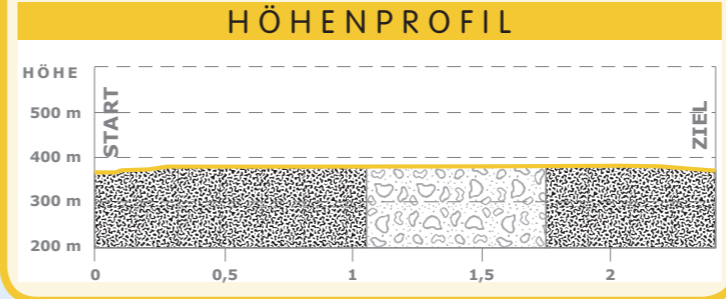 HÖHENPROFIL
HÖHE
500 m
400 m
300 m
200 m
START
ZIEL
0 0,5 1 1,5 2